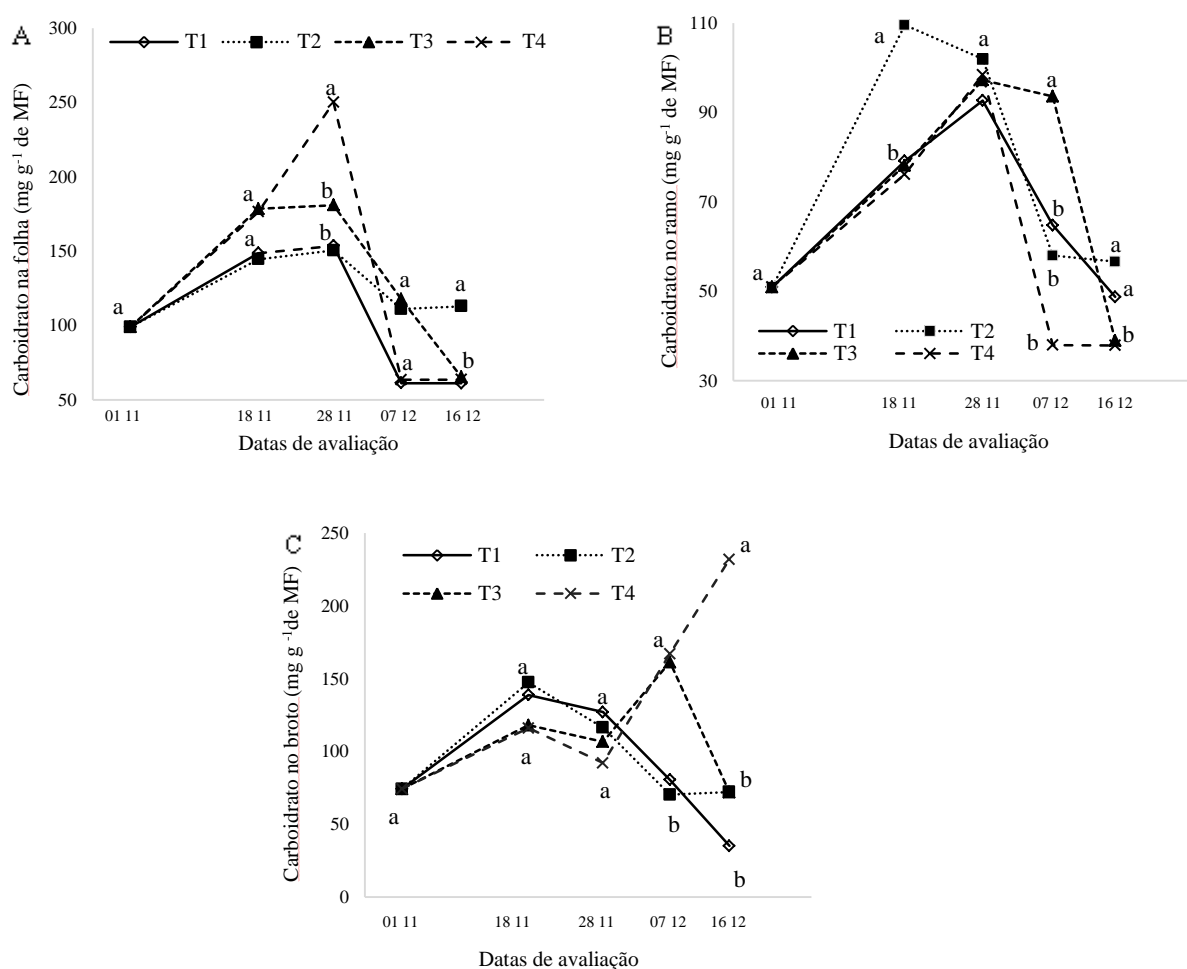 A
T1 T2 T3 T4
Carboidrato na folha (mg g⁻¹ de MF)
300
250
200
150
100
50
a
a
a
a
b
b
a
a
a
b
01 11 18 11 28 11 07 12 16 12
Datas de avaliação
B
Carboidrato no ramo (mg g⁻¹ de MF)
110
90
70
50
30
a
a
b
a
a
b
b
b
a
a
b
T1 T2
T3 T4
01 11 18 11 28 11 07 12 16 12
Datas de avaliação
C
T1 T2
T3 T4
Carboidrato no broto (mg g ⁻¹de MF)
250
200
150
100
50
0
a
a
a
a
a
a
b
a
b
b
01 11 18 11 28 11 07 12 16 12
Datas de avaliação